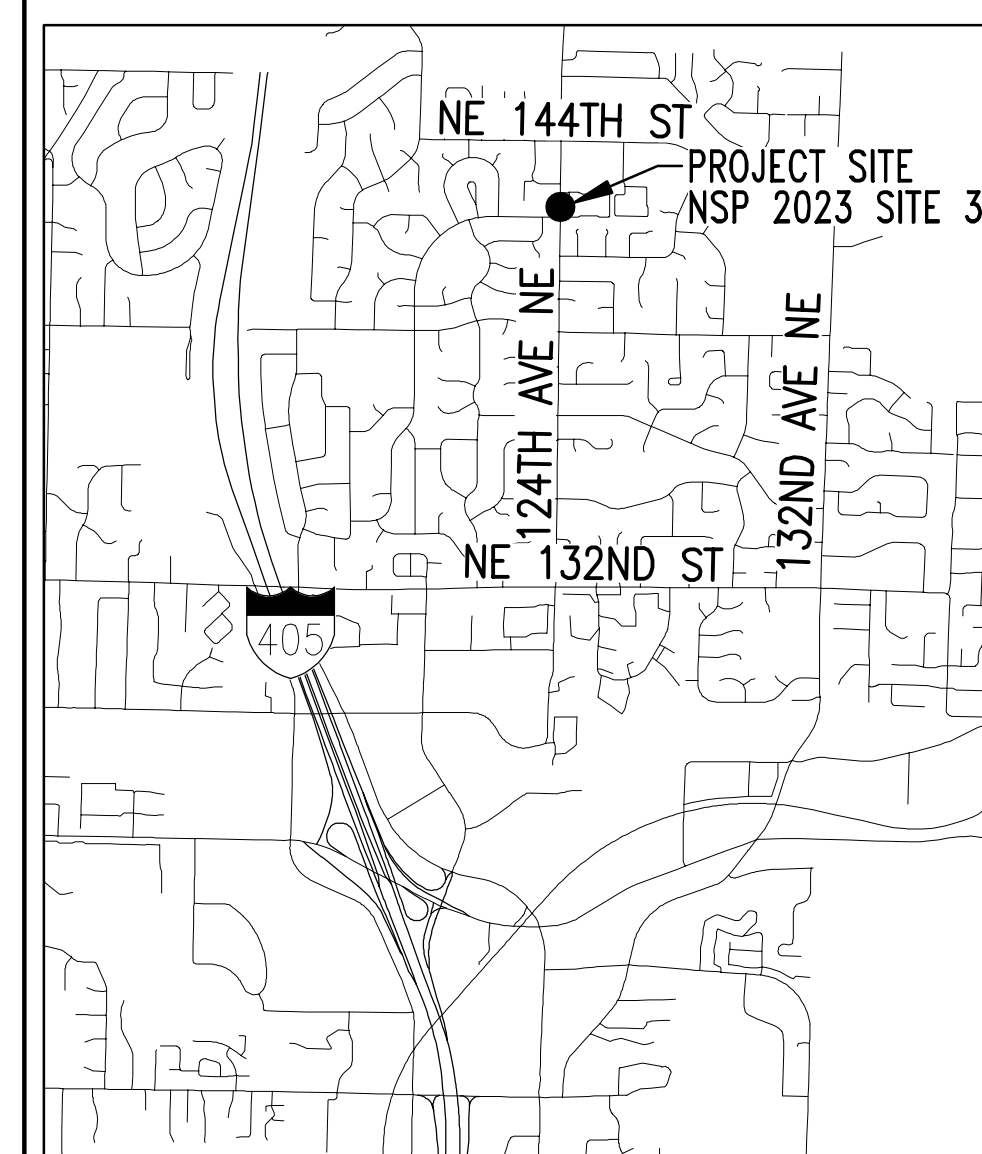 NE 144TH ST
PROJECT SITE
NSP 2023 SITE 3
124TH AVE NE
132ND AVE NE
NE 132ND ST
405